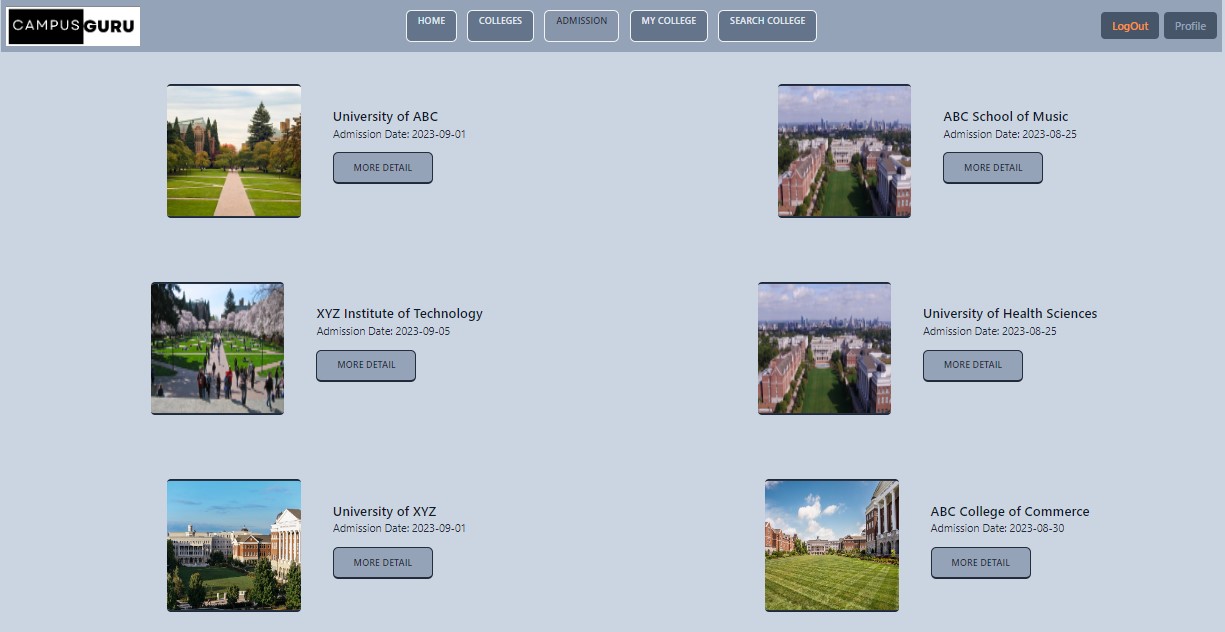 CAMPUSGURU
HOME
COLLEGES
ADMISSION
MY COLLEGE
SEARCH COLLEGE
LogOut
Profile
University of ABC
Admission Date: 2023-09-01
MORE DETAIL
ABC School of Music
Admission Date: 2023-08-25
MORE DETAIL
XYZ Institute of Technology
Admission Date: 2023-09-05
MORE DETAIL
University of Health Sciences
Admission Date: 2023-08-25
MORE DETAIL
University of XYZ
Admission Date: 2023-09-01
MORE DETAIL
ABC College of Commerce
Admission Date: 2023-08-30
MORE DETAIL